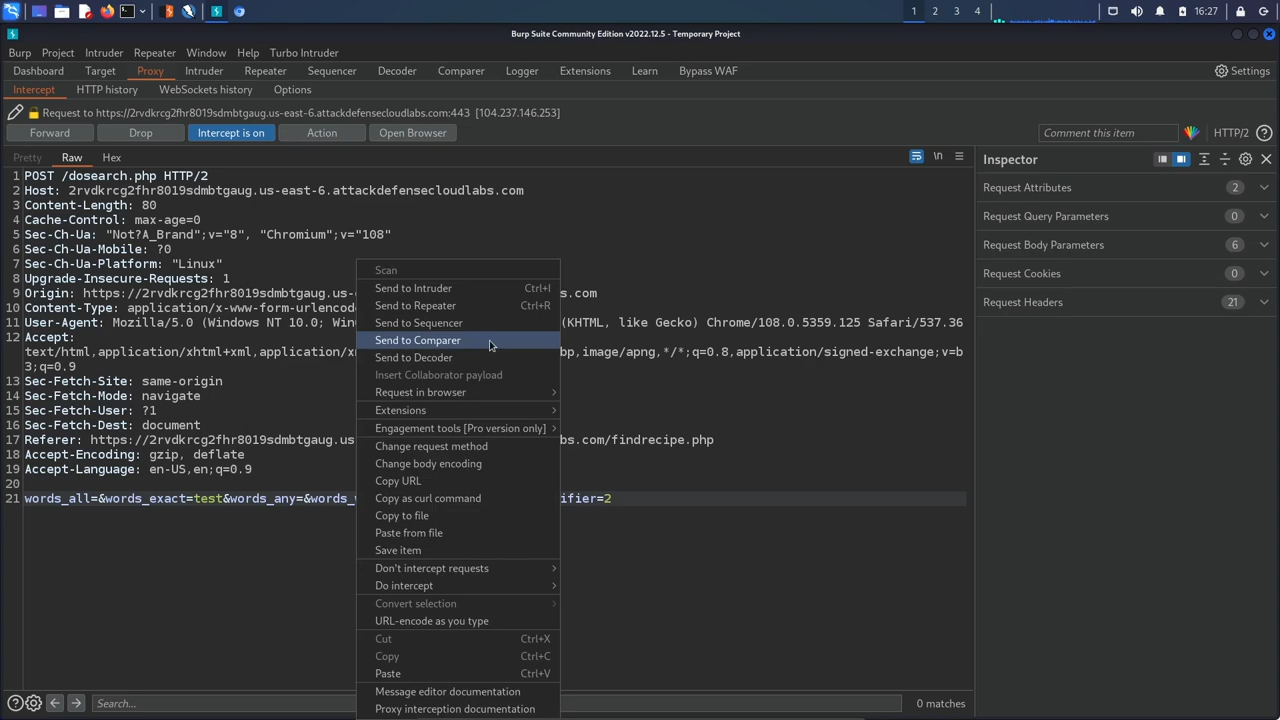 1 2 3 4 16:27
Burp Suite Community Edition v2022.12.5 - Temporary Project
Burp Project Intruder Repeater Window Help Turbo Intruder
Dashboard Target Proxy Intruder Repeater Sequencer Decoder Comparer Logger Extensions Learn Bypass WAF Settings
Intercept HTTP history WebSockets history Options
Request to https://2rvdkrcg2fhr8019sdmbtgaug.us-east-6.attackdefensecloudlabs.com:443 [104.237.146.253]
Forward Drop Intercept is on Action Open Browser Comment this item HTTP/2
Pretty Raw Hex \n
Inspector
1 POST /dosearch.php HTTP/2
2 Host: 2rvdkrcg2fhr8019sdmbtgaug.us-east-6.attackdefensecloudlabs.com
3 Content-Length: 80
4 Cache-Control: max-age=0
5 Sec-Ch-Ua: "Not?A_Brand";v="8", "Chromium";v="108"
6 Sec-Ch-Ua-Mobile: ?0
7 Sec-Ch-Ua-Platform: "Linux"
8 Upgrade-Insecure-Requests: 1
9 Origin: https://2rvdkrcg2fhr8019sdmbtgaug.us- s.com
10 Content-Type: application/x-www-form-urlencode
11 User-Agent: Mozilla/5.0 (Windows NT 10.0; Win (KHTML, like Gecko) Chrome/108.0.5359.125 Safari/537.36
12 Accept:
text/html,application/xhtml+xml,application/xm bp,image/apng,*/*;q=0.8,application/signed-exchange;v=b
3;q=0.9
13 Sec-Fetch-Site: same-origin
14 Sec-Fetch-Mode: navigate
15 Sec-Fetch-User: ?1
16 Sec-Fetch-Dest: document
17 Referer: https://2rvdkrcg2fhr8019sdmbtgaug.us bs.com/findrecipe.php
18 Accept-Encoding: gzip, deflate
19 Accept-Language: en-US,en;q=0.9
20
21 words_all=&words_exact=test&words_any=&words_w ifier=2
Scan
Send to Intruder Ctrl+I
Send to Repeater Ctrl+R
Send to Sequencer
Send to Comparer
Send to Decoder
Insert Collaborator payload
Request in browser
Extensions
Engagement tools [Pro version only]
Change request method
Change body encoding
Copy URL
Copy as curl command
Copy to file
Paste from file
Save item
Don't intercept requests
Do intercept
Convert selection
URL-encode as you type
Cut Ctrl+X
Copy Ctrl+C
Paste Ctrl+V
Message editor documentation
Proxy interception documentation
Request Attributes 2
Request Query Parameters 0
Request Body Parameters 6
Request Cookies 0
Request Headers 21
Search... 0 matches